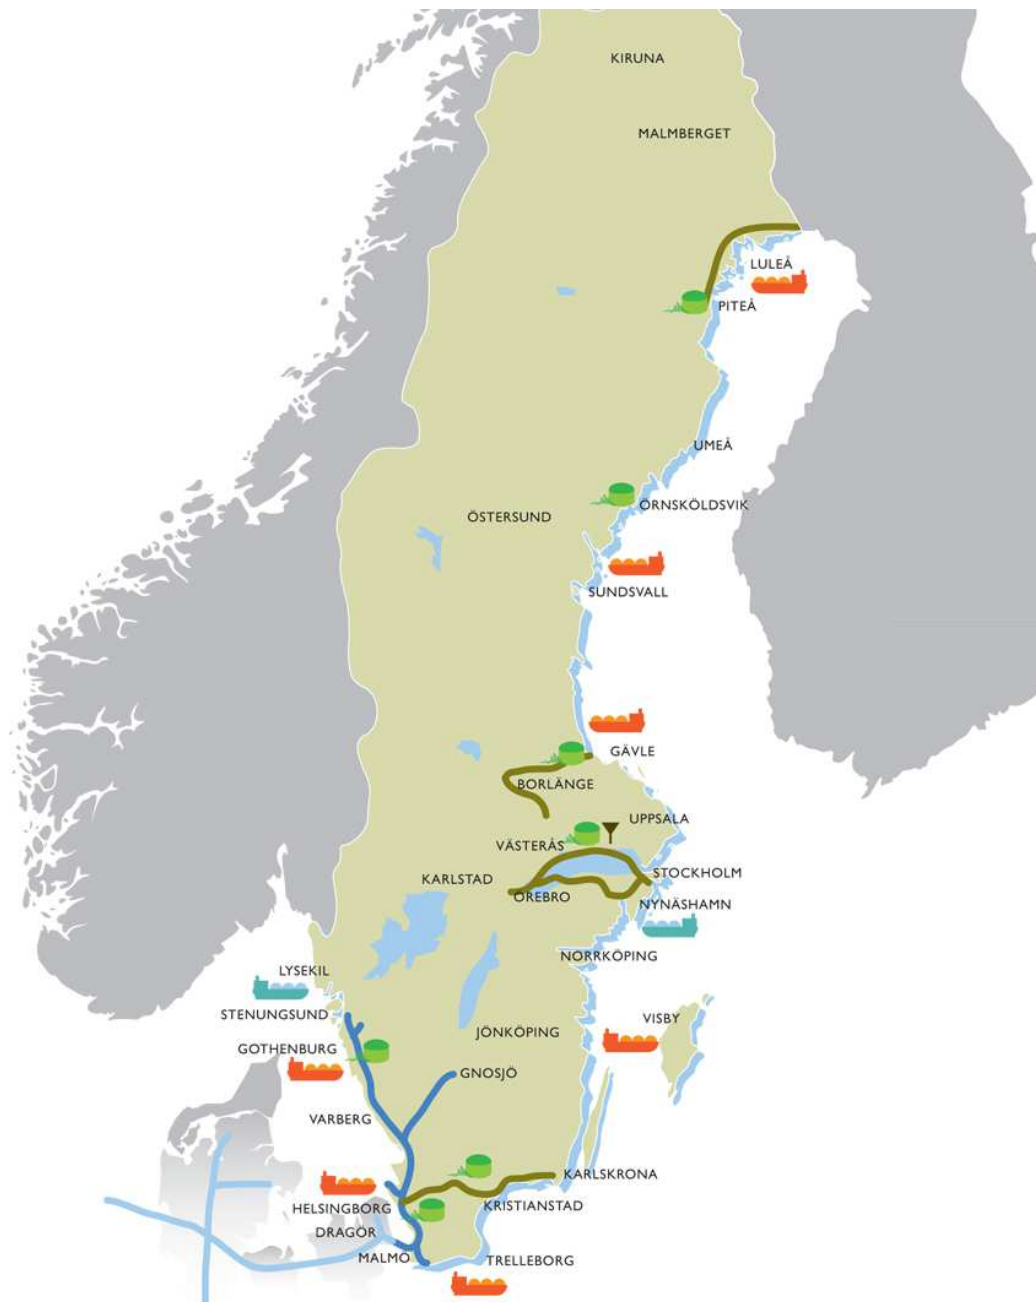 KIRUNA
MALMBERGET
LULEÅ
PITEÅ
UMEÅ
ÖRNSKÖLDSVIK
ÖSTERSUND
SUNDSVALL
GÄVLE
BORLÄNGE
UPPSALA
VÄSTERÅS
STOCKHOLM
KARLSTAD
ÖREBRO
NYNÄSHAMN
NORRKÖPING
LYSEKIL
STENUNGSUND
VISBY
JÖNKÖPING
GOTHENBURG
GNOSJÖ
VARBERG
KARLSKRONA
HELSINGBORG
KRISTIANSTAD
DRAGÖR
MALMÖ
TRELLEBORG